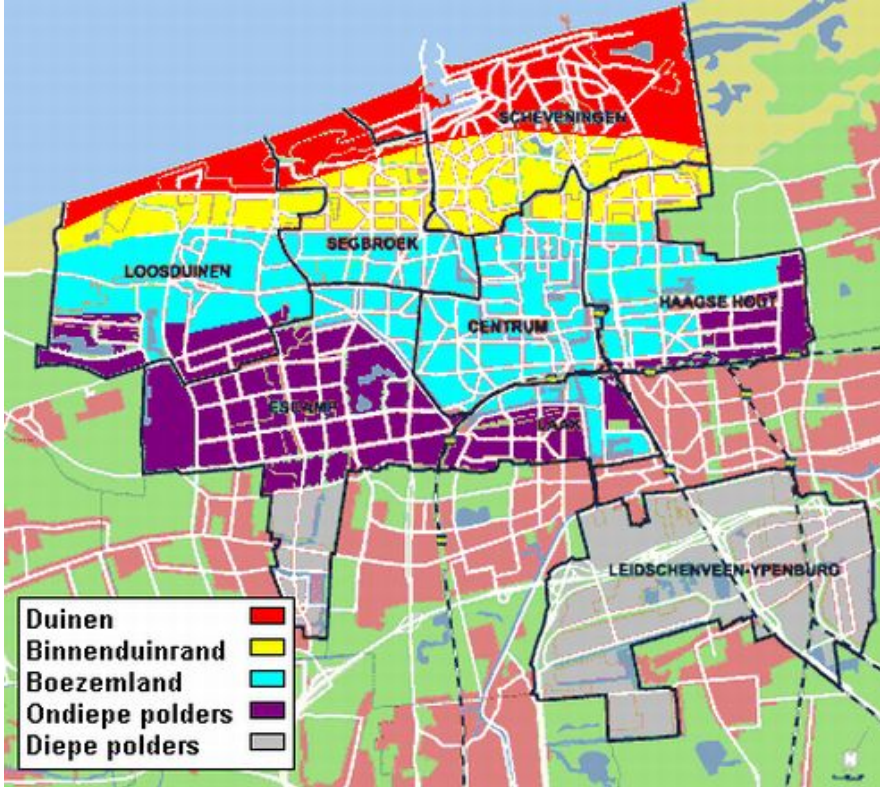 SCHEVENINGEN
SEGBROEK
LOOSDUINEN
HAAGSE HOUT
CENTRUM
ESCAMP
LAAK
LEIDSCHENVEEN-YPENBURG
Duinen
Binnenduinrand
Boezemland
Ondiepe polders
Diepe polders
N